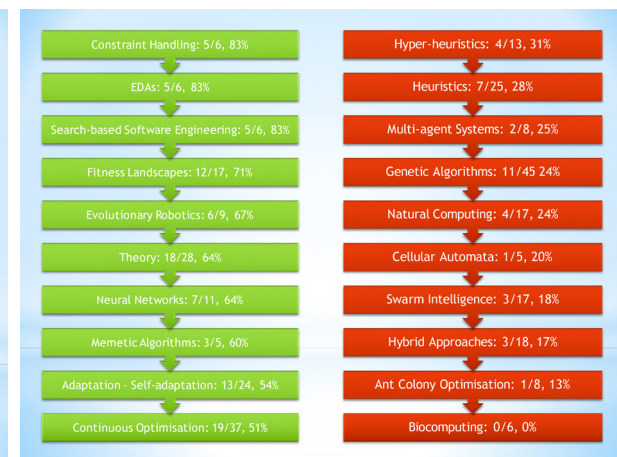 Constraint Handling: 5/6, 83%
EDAs: 5/6, 83%
Search-based Software Engineering: 5/6, 83%
Fitness Landscapes: 12/17, 71%
Evolutionary Robotics: 6/9, 67%
Theory: 18/28, 64%
Neural Networks: 7/11, 64%
Memetic Algorithms: 3/5, 60%
Adaptation - Self-adaptation: 13/24, 54%
Continuous Optimisation: 19/37, 51%
Hyper-heuristics: 4/13, 31%
Heuristics: 7/25, 28%
Multi-agent Systems: 2/8, 25%
Genetic Algorithms: 11/45 24%
Natural Computing: 4/17, 24%
Cellular Automata: 1/5, 20%
Swarm Intelligence: 3/17, 18%
Hybrid Approaches: 3/18, 17%
Ant Colony Optimisation: 1/8, 13%
Biocomputing: 0/6, 0%